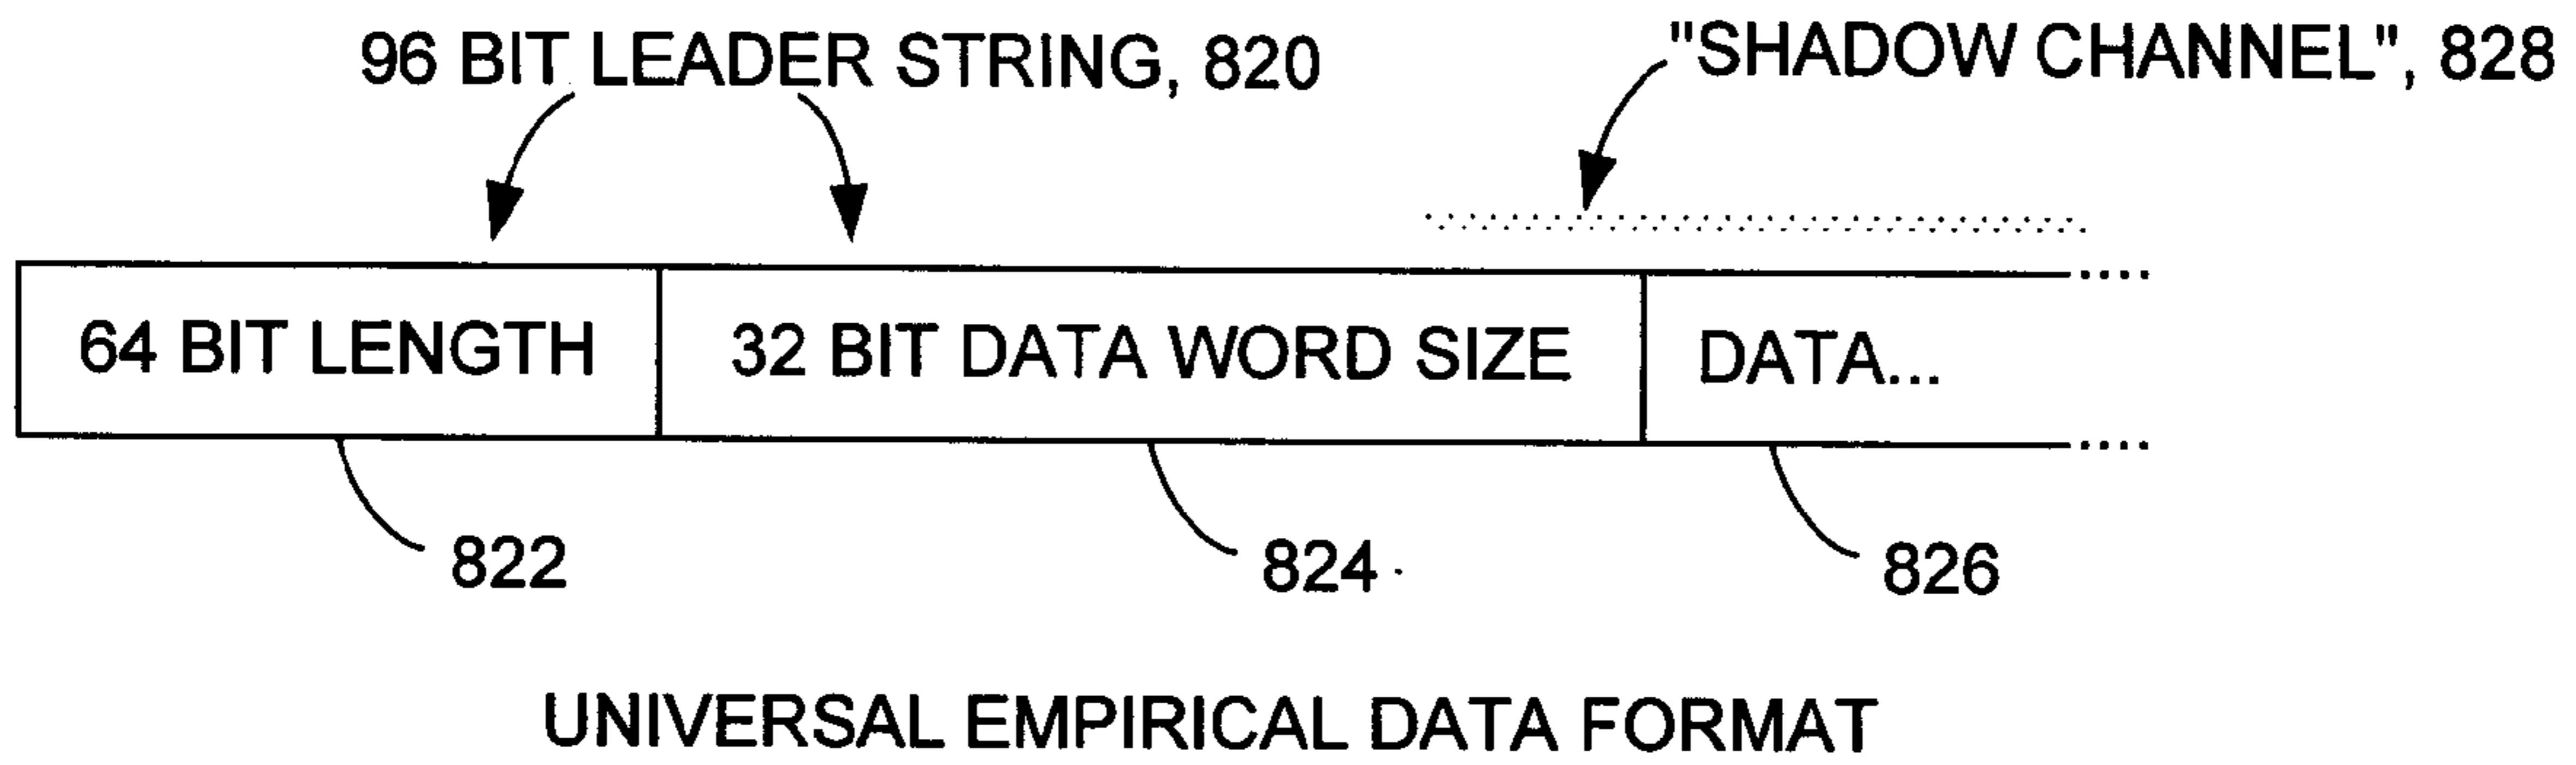 96 BIT LEADER STRING, 820
"SHADOW CHANNEL", 828
64 BIT LENGTH
32 BIT DATA WORD SIZE
DATA...
822
824
826
UNIVERSAL EMPIRICAL DATA FORMAT